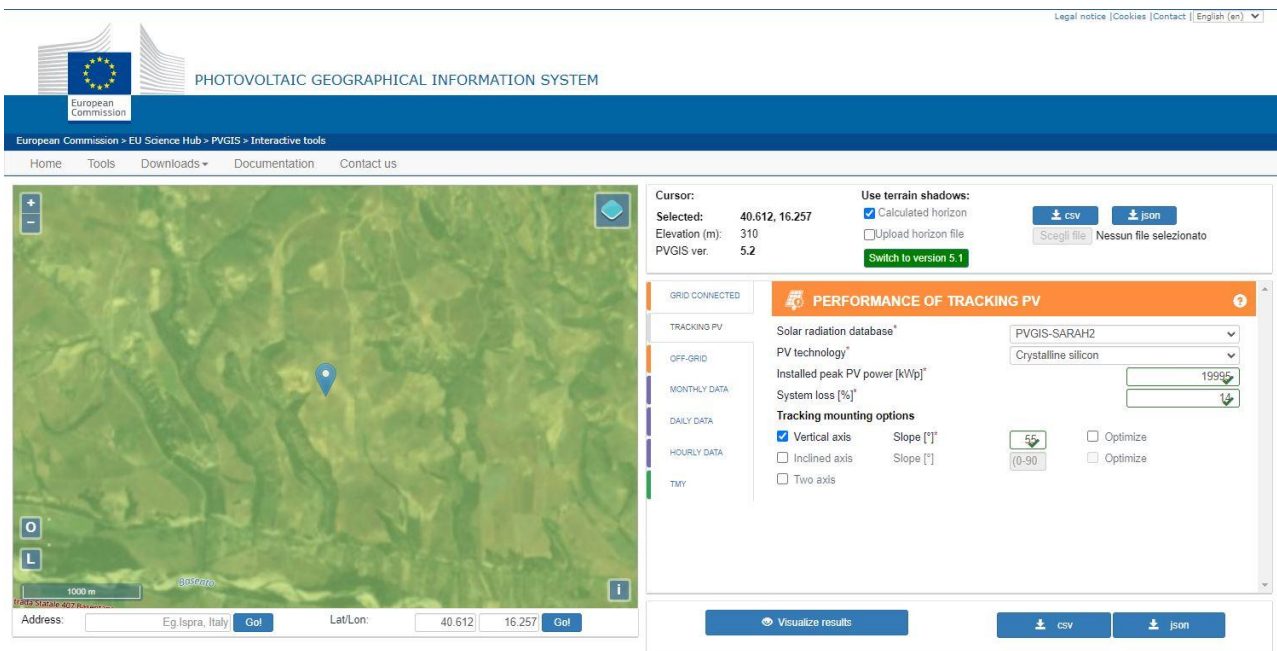 Legal notice |Cookies |Contact | English (en)
PHOTOVOLTAIC GEOGRAPHICAL INFORMATION SYSTEM
European
Commission
European Commission > EU Science Hub > PVGIS > Interactive tools
Home Tools Downloads Documentation Contact us
+
-
O
L
1000 m
Basento
i
Address: Eg.Ispra, Italy Go! Lat/Lon: 40.612 16.257 Go!
Cursor:
Selected: 40.612, 16.257
Elevation (m): 310
PVGIS ver. 5.2
Use terrain shadows:
Calculated horizon
Upload horizon file
Switch to version 5.1
csv json
Scegli file Nessun file selezionato
GRID CONNECTED
TRACKING PV
OFF-GRID
MONTHLY DATA
DAILY DATA
HOURLY DATA
TMY
PERFORMANCE OF TRACKING PV ?
Solar radiation database* PVGIS-SARAH2
PV technology* Crystalline silicon
Installed peak PV power [kWp]* 19995
System loss [%]* 14
Tracking mounting options
Vertical axis Slope [°]* 55 Optimize
Inclined axis Slope [°] (0-90 Optimize
Two axis
Visualize results csv json